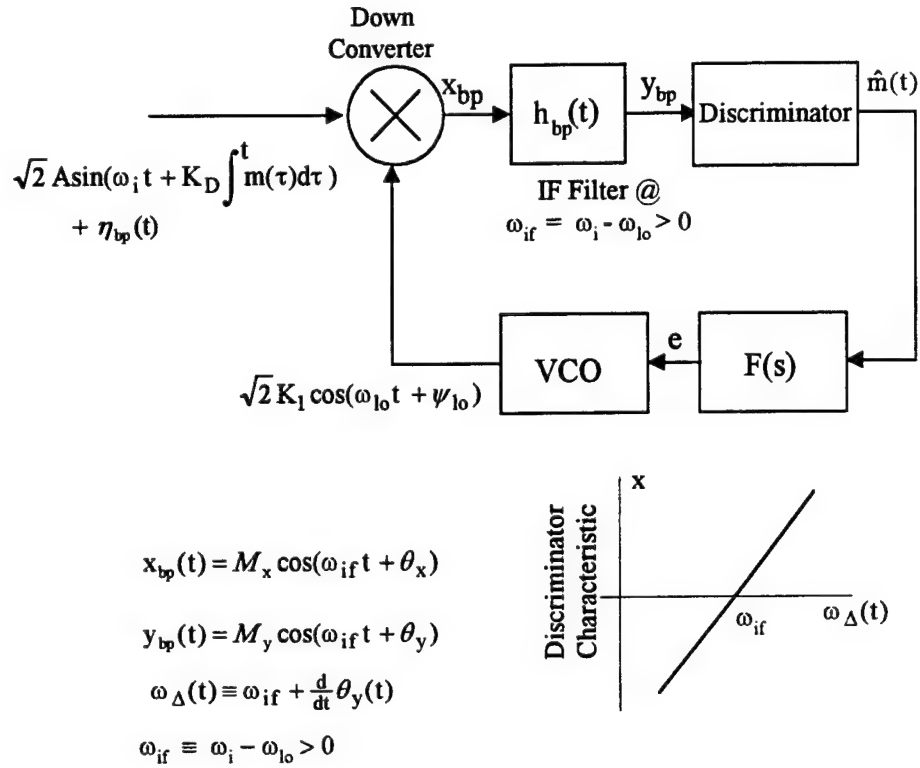 Down
Converter
x_bp
h_bp(t)
y_bp
Discriminator
m̂(t)
√2 Asin(ω_i t + K_D ∫^t m(τ)dτ )
+ η_bp(t)
IF Filter @
ω_if = ω_i - ω_lo > 0
VCO
e
F(s)
√2 K_1 cos(ω_lo t + ψ_lo)
x
Discriminator
Characteristic
ω_if
ω_Δ(t)
x_bp(t) = M_x cos(ω_if t + θ_x)
y_bp(t) = M_y cos(ω_if t + θ_y)
ω_Δ(t) ≡ ω_if + d/dt θ_y(t)
ω_if ≡ ω_i − ω_lo > 0